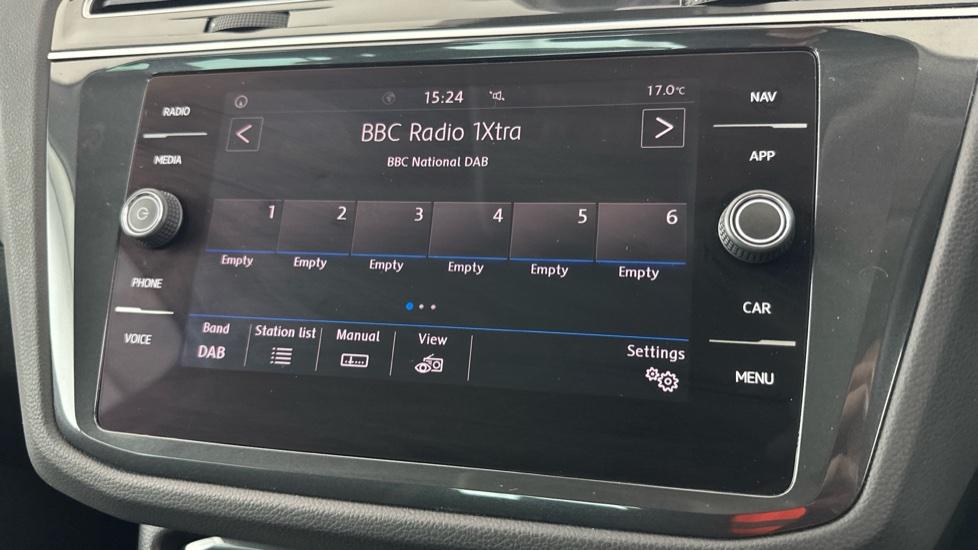 RADIO
MEDIA
PHONE
VOICE
15:24 17.0°C
BBC Radio 1Xtra
BBC National DAB
1 2 3 4 5 6
Empty Empty Empty Empty Empty Empty
Band Station list Manual View Settings
DAB
NAV
APP
CAR
MENU